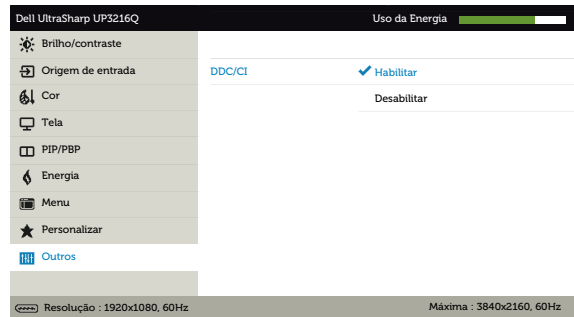 Dell UltraSharp UP3216Q Uso da Energia
Brilho/contraste
Origem de entrada DDC/CI Habilitar
Cor Desabilitar
Tela
PIP/PBP
Energia
Menu
Personalizar
Outros
Resolução : 1920x1080, 60Hz Máxima : 3840x2160, 60Hz